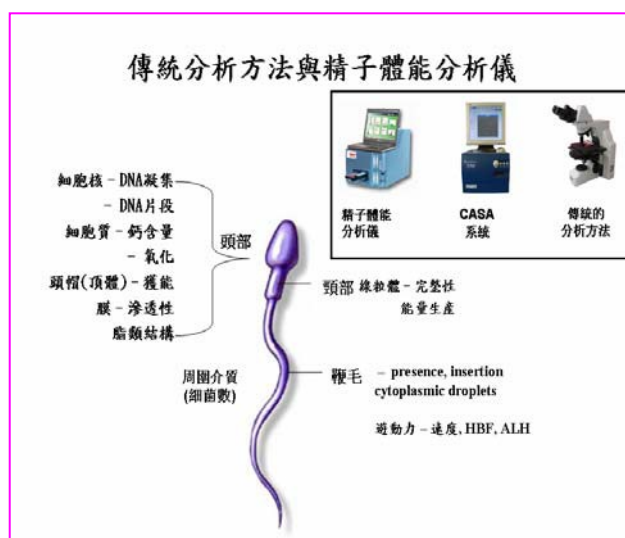 傳統分析方法與精子體能分析儀
精子體能
分析儀
CASA
系統
傳統的
分析方法
細胞核 - DNA凝集
- DNA片段
細胞質 - 鈣含量
- 氧化
頭帽(頂體) - 獲能
膜 - 滲透性
脂類結構
頭部
頸部 線粒體 - 完整性
能量生產
周圍介質
(細菌數)
鞭毛 – presence, insertion
cytoplasmic droplets
遊動力 – 速度, HBF, ALH